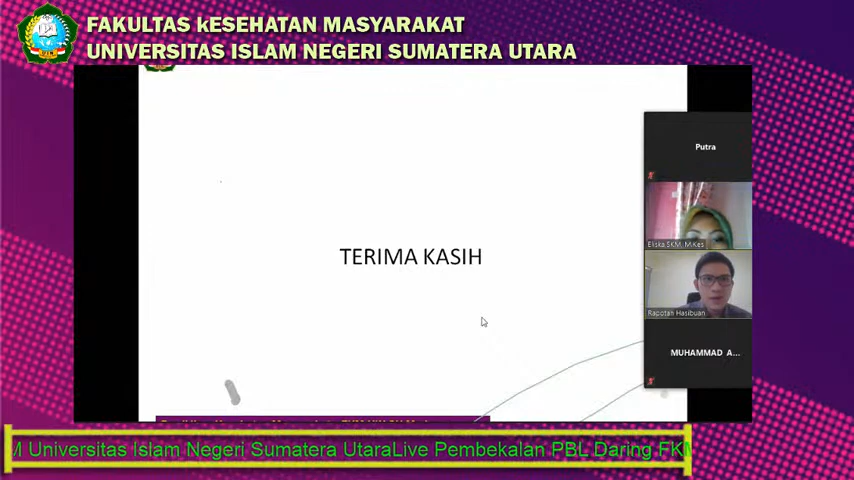 FAKULTAS kESEHATAN MASYARAKAT
UNIVERSITAS ISLAM NEGERI SUMATERA UTARA
TERIMA KASIH
Putra
Eliska SKM, M.Kes
Rapotan Hasibuan
MUHAMMAD A...
M Universitas Islam Negeri Sumatera UtaraLive Pembekalan PBL Daring FKM